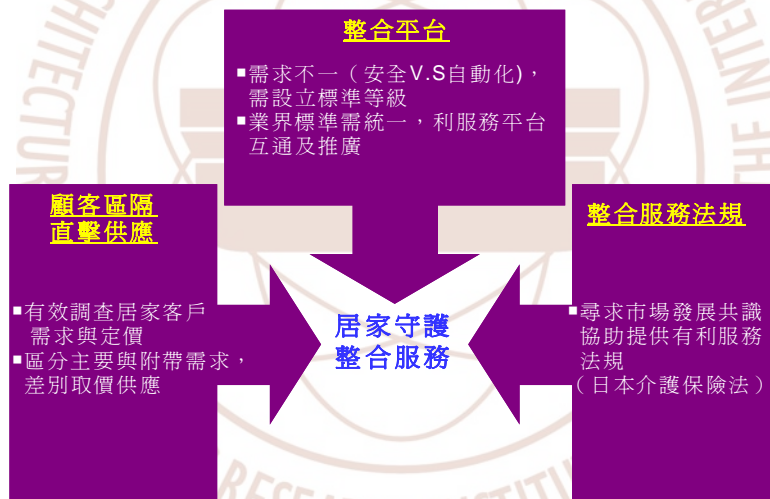 整合平台
▪需求不一（安全V.S自動化)，
需設立標準等級
▪業界標準需統一，利服務平台
互通及推廣
顧客區隔
直擊供應
▪有效調查居家客戶
需求與定價
▪區分主要與附帶需求，
差別取價供應
居家守護
整合服務
整合服務法規
▪尋求市場發展共識
協助提供有利服務
法規
（日本介護保險法）